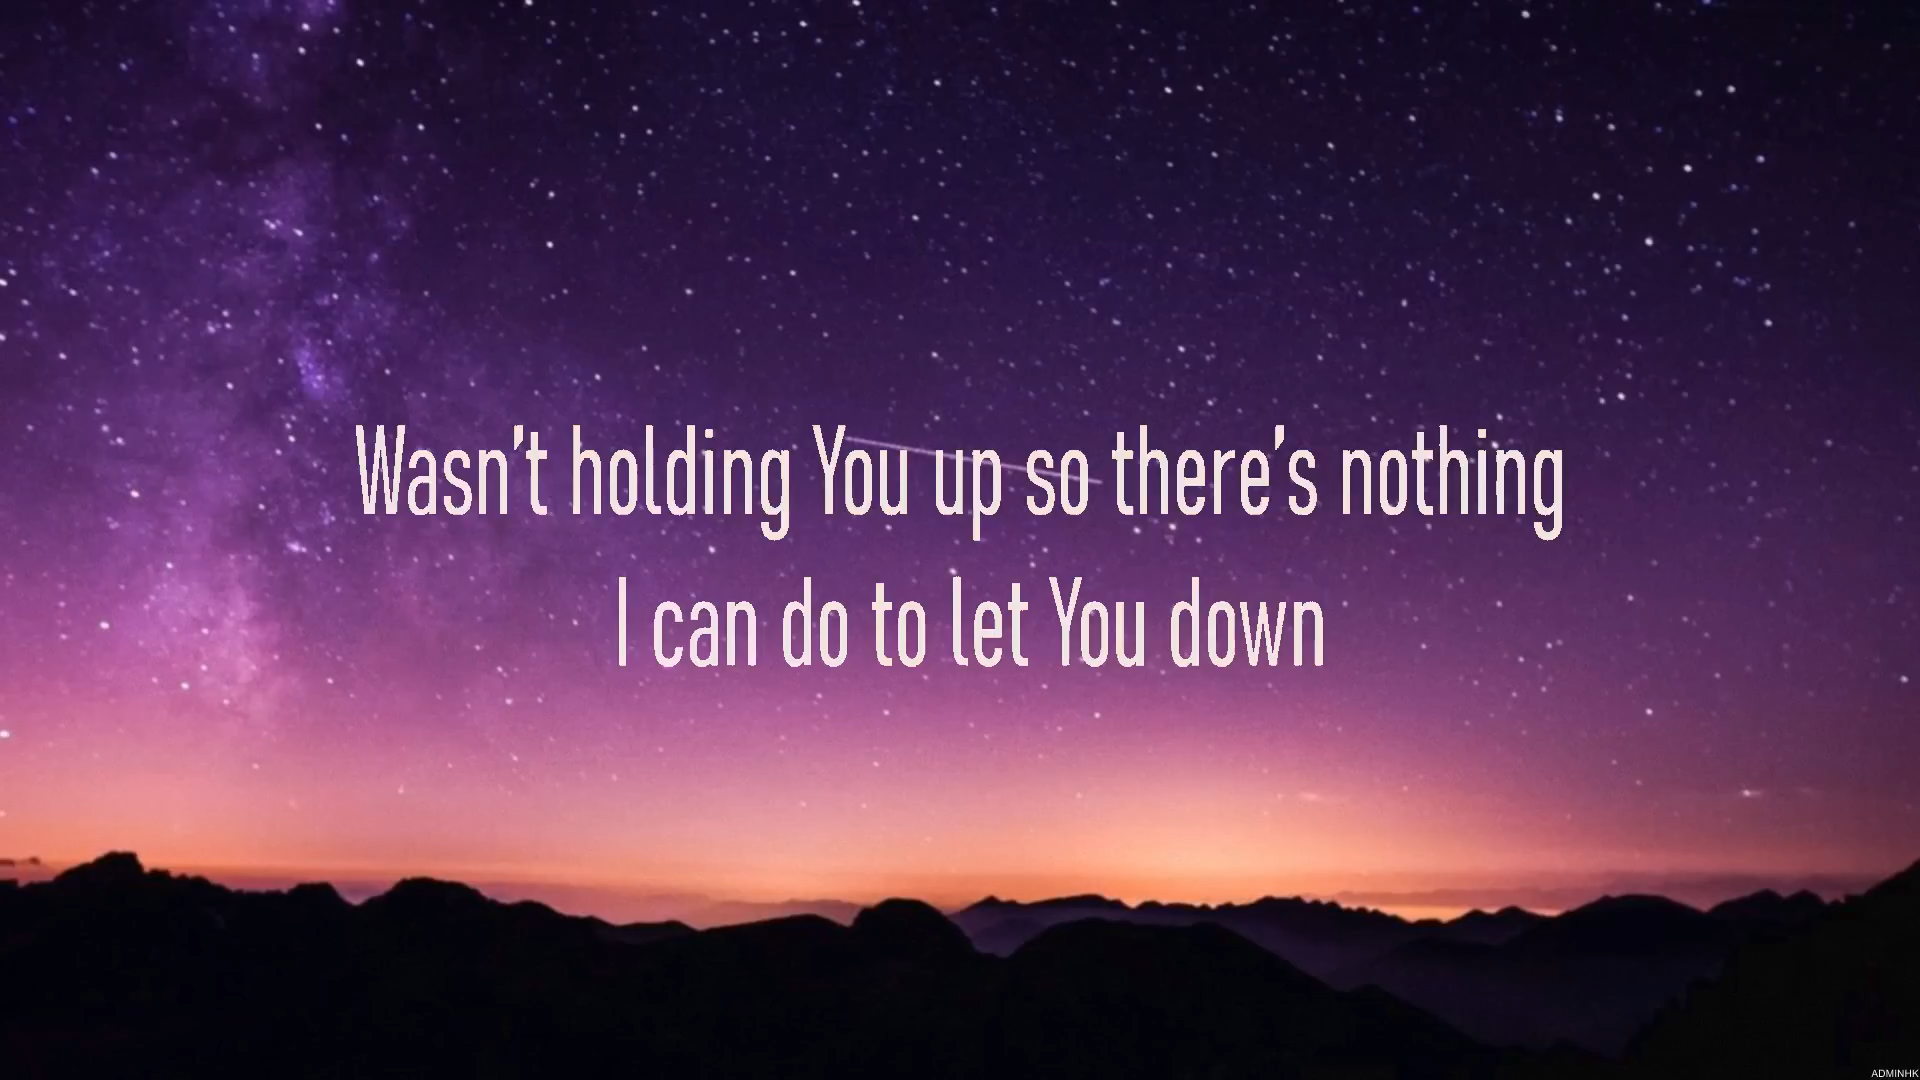 Wasn't holding You up so there's nothing
I can do to let You down
ADMINHK